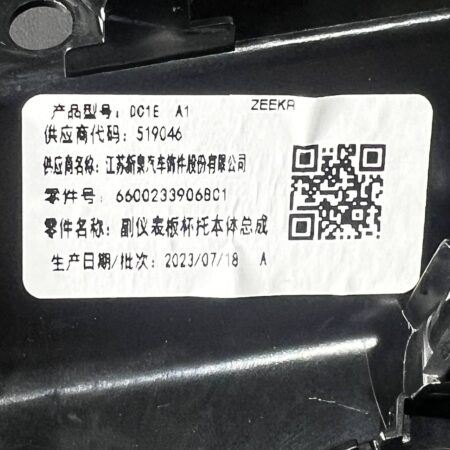 产品型号: DC1E A1 ZEEKR
供应商代码: 519046
供应商名称: 江苏新泉汽车饰件股份有限公司
零件号: 6600233906BC1
零件名称: 副仪表板杯托本体总成
生产日期/批次: 2023/07/18 A